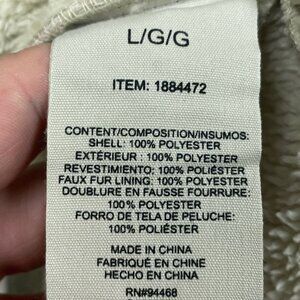 L/G/G
ITEM: 1884472
CONTENT/COMPOSITION/INSUMOS:
SHELL: 100% POLYESTER
EXTÉRIEUR : 100% POLYESTER
REVESTIMIENTO: 100% POLIÉSTER
FAUX FUR LINING: 100% POLYESTER
DOUBLURE EN FAUSSE FOURRURE:
100% POLYESTER
FORRO DE TELA DE PELUCHE:
100% POLIÉSTER
MADE IN CHINA
FABRIQUÉ EN CHINE
HECHO EN CHINA
RN#94468